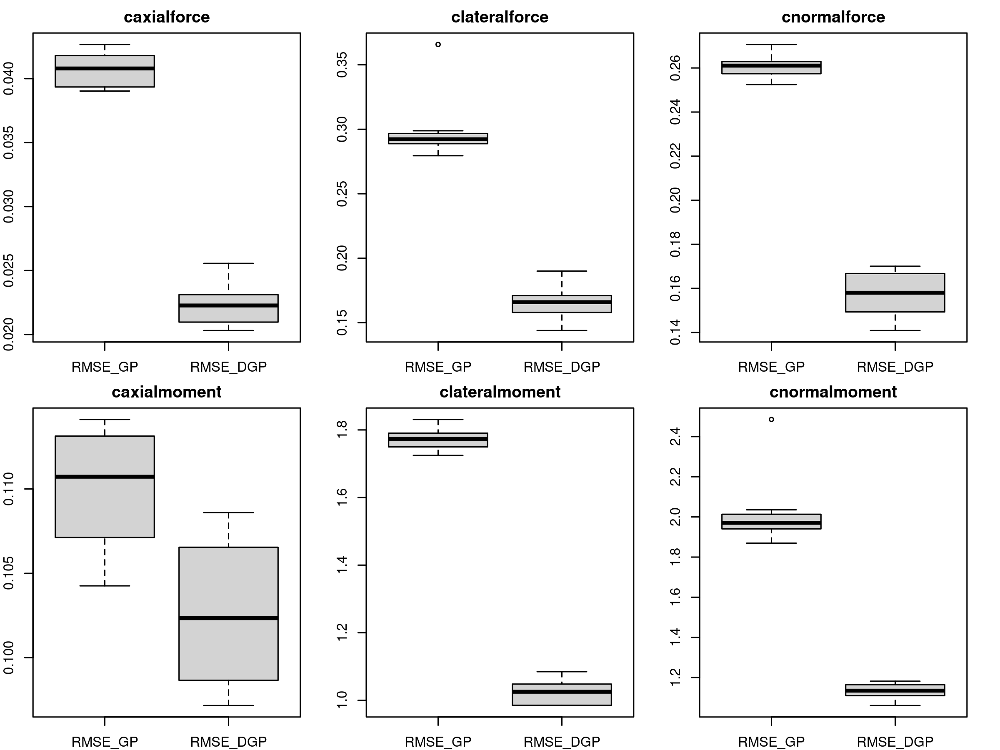 caxialforce
0.040
0.035
0.030
0.025
0.020
RMSE_GP RMSE_DGP
clateralforce
0.35
0.30
0.25
0.20
0.15
RMSE_GP RMSE_DGP
cnormalforce
0.26
0.24
0.22
0.20
0.18
0.16
0.14
RMSE_GP RMSE_DGP
caxialmoment
0.110
0.105
0.100
RMSE_GP RMSE_DGP
clateralmoment
1.8
1.6
1.4
1.2
1.0
RMSE_GP RMSE_DGP
cnormalmoment
2.4
2.2
2.0
1.8
1.6
1.4
1.2
RMSE_GP RMSE_DGP